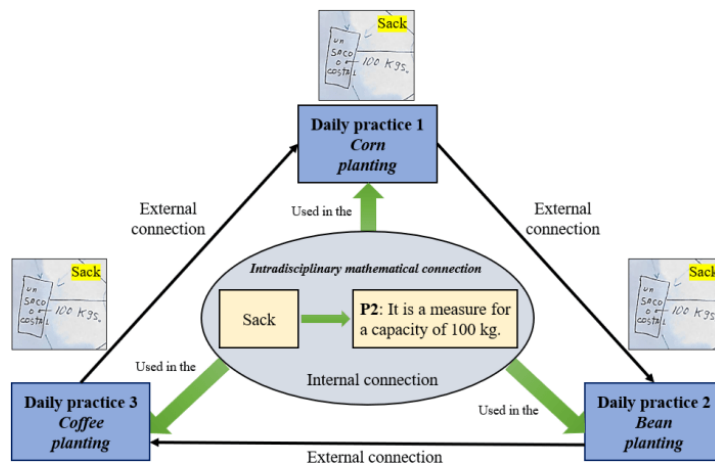 Sack
UN
SACO
O
COSTAL
100 KGS.
Daily practice 1
Corn
planting
External
connection
Used in the
External
connection
Sack
UN
SACO
O
COSTAL
100 KGS.
Intradisciplinary mathematical connection
Sack
P2: It is a measure for
a capacity of 100 kg.
Internal connection
Sack
UN
SACO
O
COSTAL
100 KGS.
Used in the
Used in the
Daily practice 3
Coffee
planting
Daily practice 2
Bean
planting
External connection